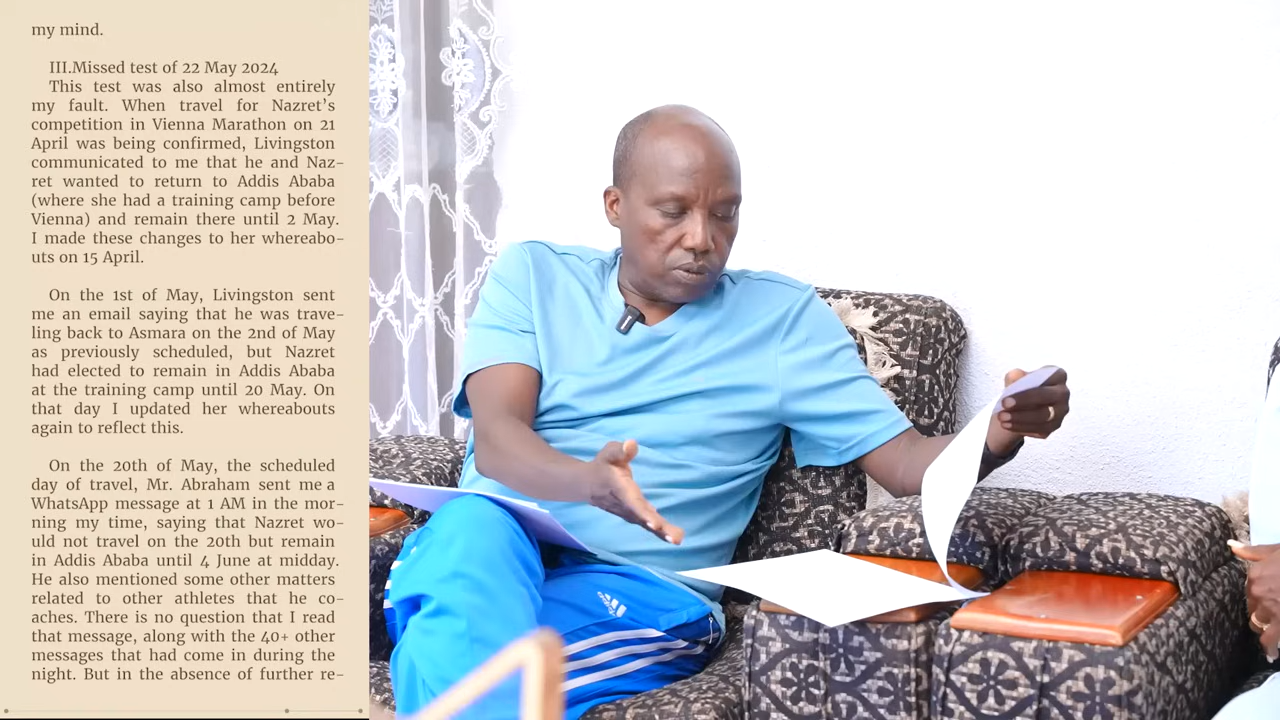 my mind.
III.Missed test of 22 May 2024
This test was also almost entirely
my fault. When travel for Nazret's
competition in Vienna Marathon on 21
April was being confirmed, Livingston
communicated to me that he and Naz-
ret wanted to return to Addis Ababa
(where she had a training camp before
Vienna) and remain there until 2 May.
I made these changes to her whereabo-
uts on 15 April.
On the 1st of May, Livingston sent
me an email saying that he was trave-
ling back to Asmara on the 2nd of May
as previously scheduled, but Nazret
had elected to remain in Addis Ababa
at the training camp until 20 May. On
that day I updated her whereabouts
again to reflect this.
On the 20th of May, the scheduled
day of travel, Mr. Abraham sent me a
WhatsApp message at 1 AM in the mor-
ning my time, saying that Nazret wo-
uld not travel on the 20th but remain
in Addis Ababa until 4 June at midday.
He also mentioned some other matters
related to other athletes that he co-
aches. There is no question that I read
that message, along with the 40+ other
messages that had come in during the
night. But in the absence of further re-
adidas